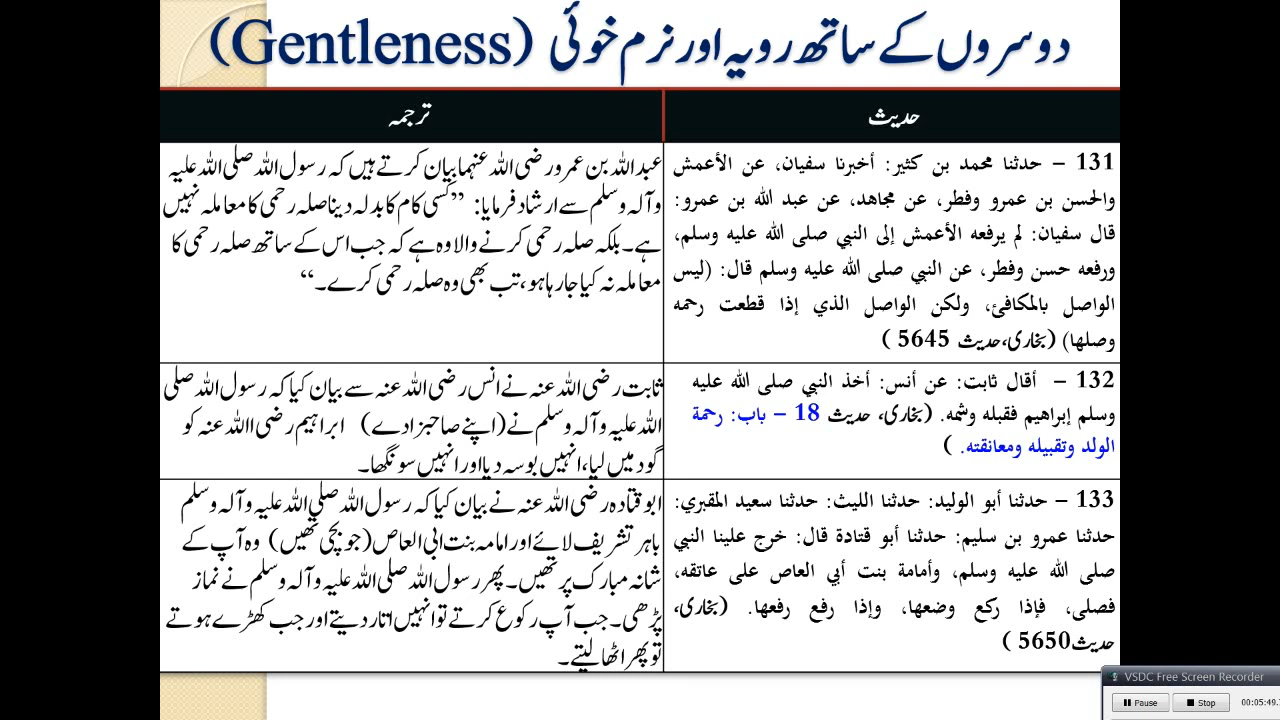 دوسروں کے ساتھ رویہ اور نرم خوئی (Gentleness)
حدیث
ترجمہ
131 – حدثنا محمد بن كثير: أخبرنا سفيان، عن الأعمش
والحسن بن عمرو وفطر، عن مجاهد، عن عبد الله بن عمرو:
قال سفيان: لم يرفعه الأعمش إلى النبي صلى الله عليه وسلم،
ورفعه حسن وفطر، عن النبي صلى الله عليه وسلم قال: (ليس
الواصل بالمكافئ، ولكن الواصل الذي إذا قطعت رحمه
وصلها) (بخاری،حدیث 5645 )
عبد اللہ بن عمرو رضی اللہ عنہما بیان کرتے ہیں کہ رسول اللہ صلی اللہ علیہ
وآلہ وسلم سے ارشاد فرمایا: ”کسی کام کا بدلہ دینا صلہ رحمی کا معاملہ نہیں
ہے۔ بلکہ صلہ رحمی کرنے والا وہ ہے کہ جب اس کے ساتھ صلہ رحمی کا
معاملہ نہ کیا جا رہا ہو، تب بھی وہ صلہ رحمی کرے۔“
132 – أقال ثابت: عن أنس: أخذ النبي صلى الله عليه
وسلم إبراهيم فقبله وشمه. (بخاری، حدیث 18 – باب: رحمة
الولد وتقبيله ومعانقته. )
ثابت رضی اللہ عنہ نے انس رضی اللہ عنہ سے بیان کیا کہ رسول اللہ صلی
اللہ علیہ وآلہ وسلم نے (اپنے صاحبزادے) ابراہیم رضی االلہ عنہ کو
گود میں لیا، انہیں بوسہ دیا اور انہیں سونگھا۔
133 – حدثنا أبو الوليد: حدثنا الليث: حدثنا سعيد المقبري:
حدثنا عمرو بن سليم: حدثنا أبو قتادة قال: خرج علينا النبي
صلى الله عليه وسلم، وأمامة بنت أبي العاص على عاتقه،
فصلى، فإذا ركع وضعها، وإذا رفع رفعها. (بخاری،
حدیث5650 )
ابو قتادہ رضی اللہ عنہ نے بیان کیا کہ رسول اللہ صلی اللہ علیہ وآلہ وسلم
باہر تشریف لائے اور امامہ بنت ابی العاص (جو بچی تھیں) وہ آپ کے
شانہ مبارک پر تھیں۔ پھر رسول اللہ صلی اللہ علیہ وآلہ وسلم نے نماز
پڑھی۔ جب آپ رکوع کرتے تو انہیں اتار دیتے اور جب کھڑے ہوتے
تو پھر اٹھا لیتے۔
VSDC Free Screen Recorder
Pause Stop 00:05:49.